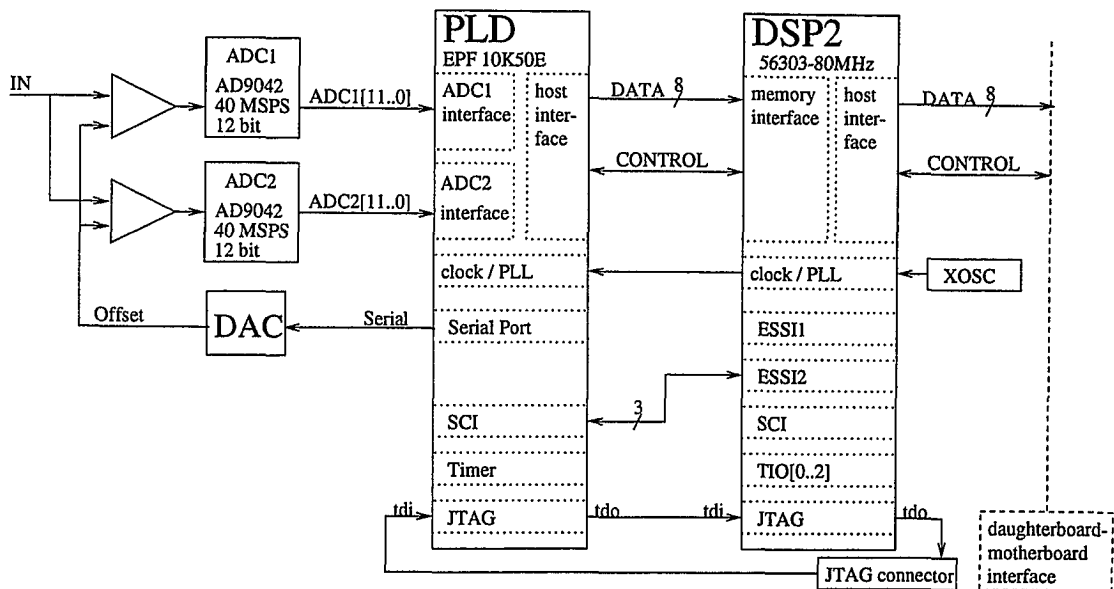 IN
ADC1
AD9042
40 MSPS
12 bit
ADC1[11..0]
ADC2
AD9042
40 MSPS
12 bit
ADC2[11..0]
Offset
DAC
Serial
PLD
EPF 10K50E
ADC1
interface
host
inter-
face
ADC2
interface
clock / PLL
Serial Port
SCI
Timer
JTAG
tdi
tdo
DATA 8
CONTROL
3
DSP2
56303-80MHz
memory
interface
host
inter-
face
clock / PLL
ESSI1
ESSI2
SCI
TIO[0..2]
JTAG
tdi
tdo
DATA 8
CONTROL
XOSC
JTAG connector
daughterboard-
motherboard
interface